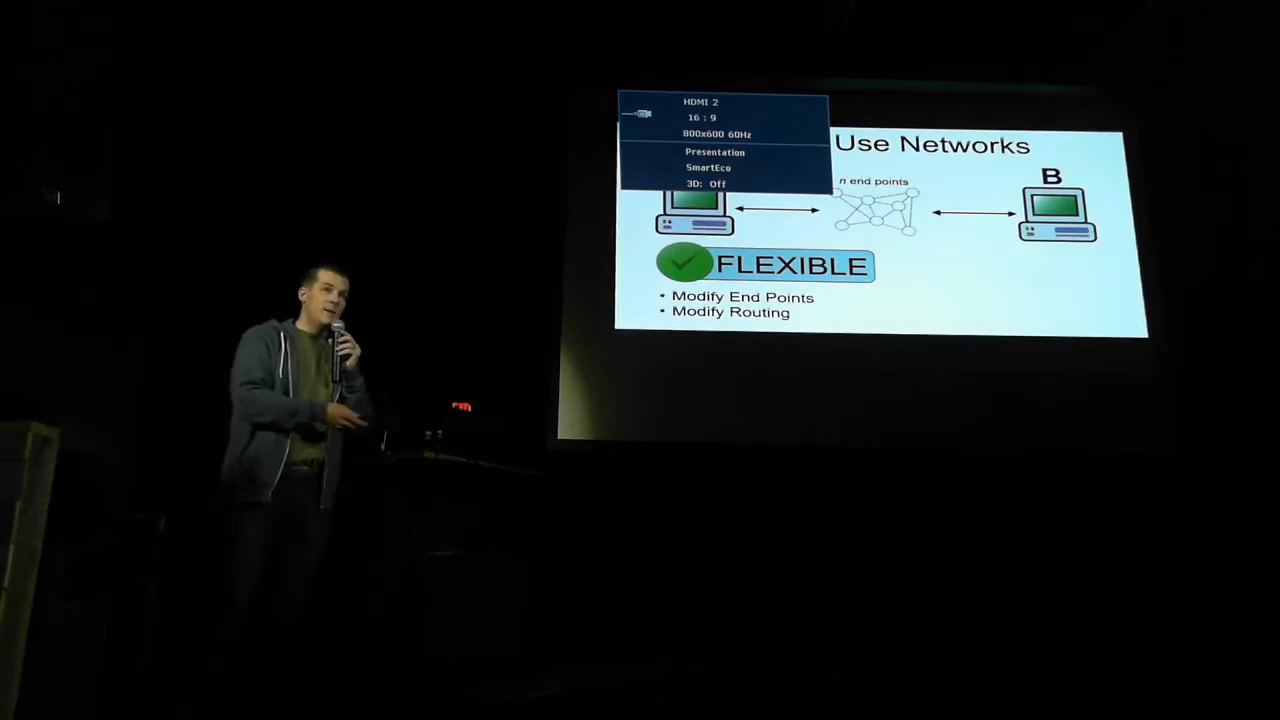 HDMI 2
16 : 9
800x600 60Hz
Presentation
SmartEco
3D: Off
Use Networks
n end points
B
FLEXIBLE
• Modify End Points
• Modify Routing